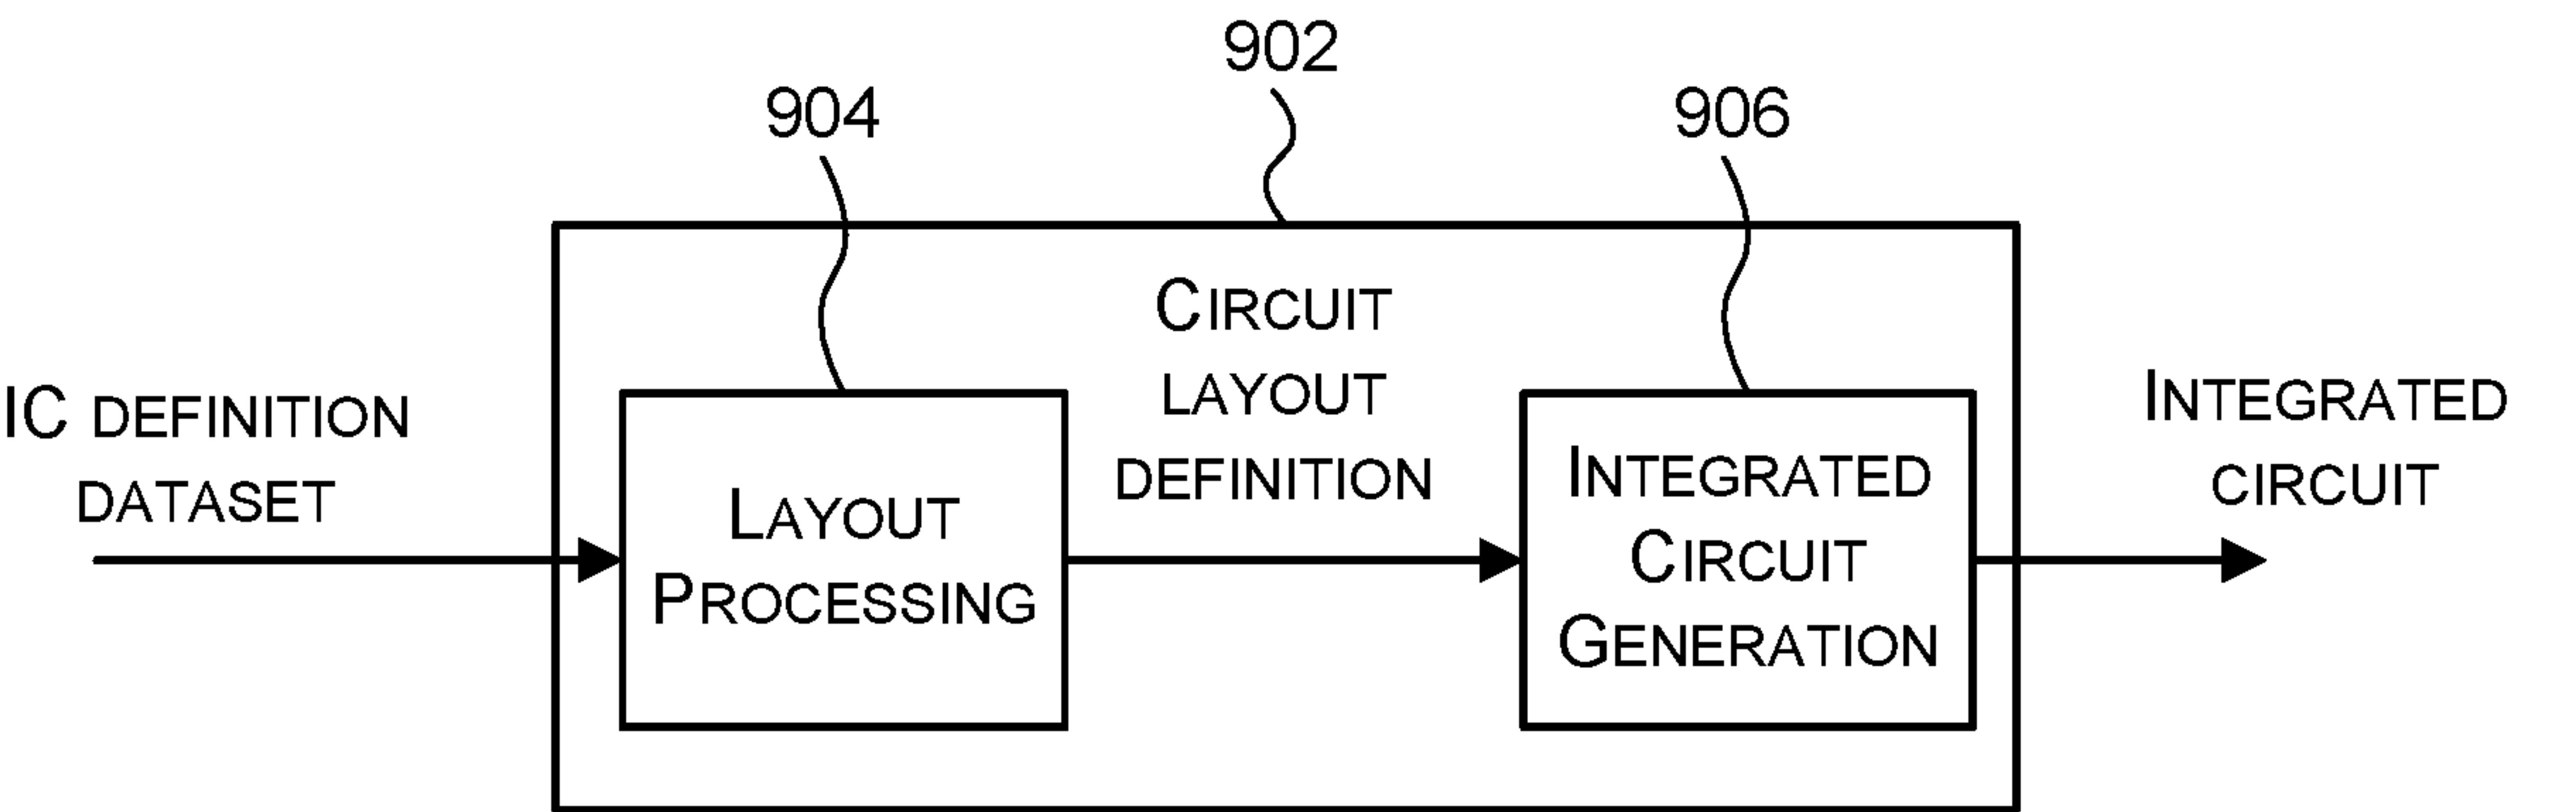 902
904
906
CIRCUIT
LAYOUT
DEFINITION
IC DEFINITION
DATASET
LAYOUT
PROCESSING
INTEGRATED
CIRCUIT
GENERATION
INTEGRATED
CIRCUIT